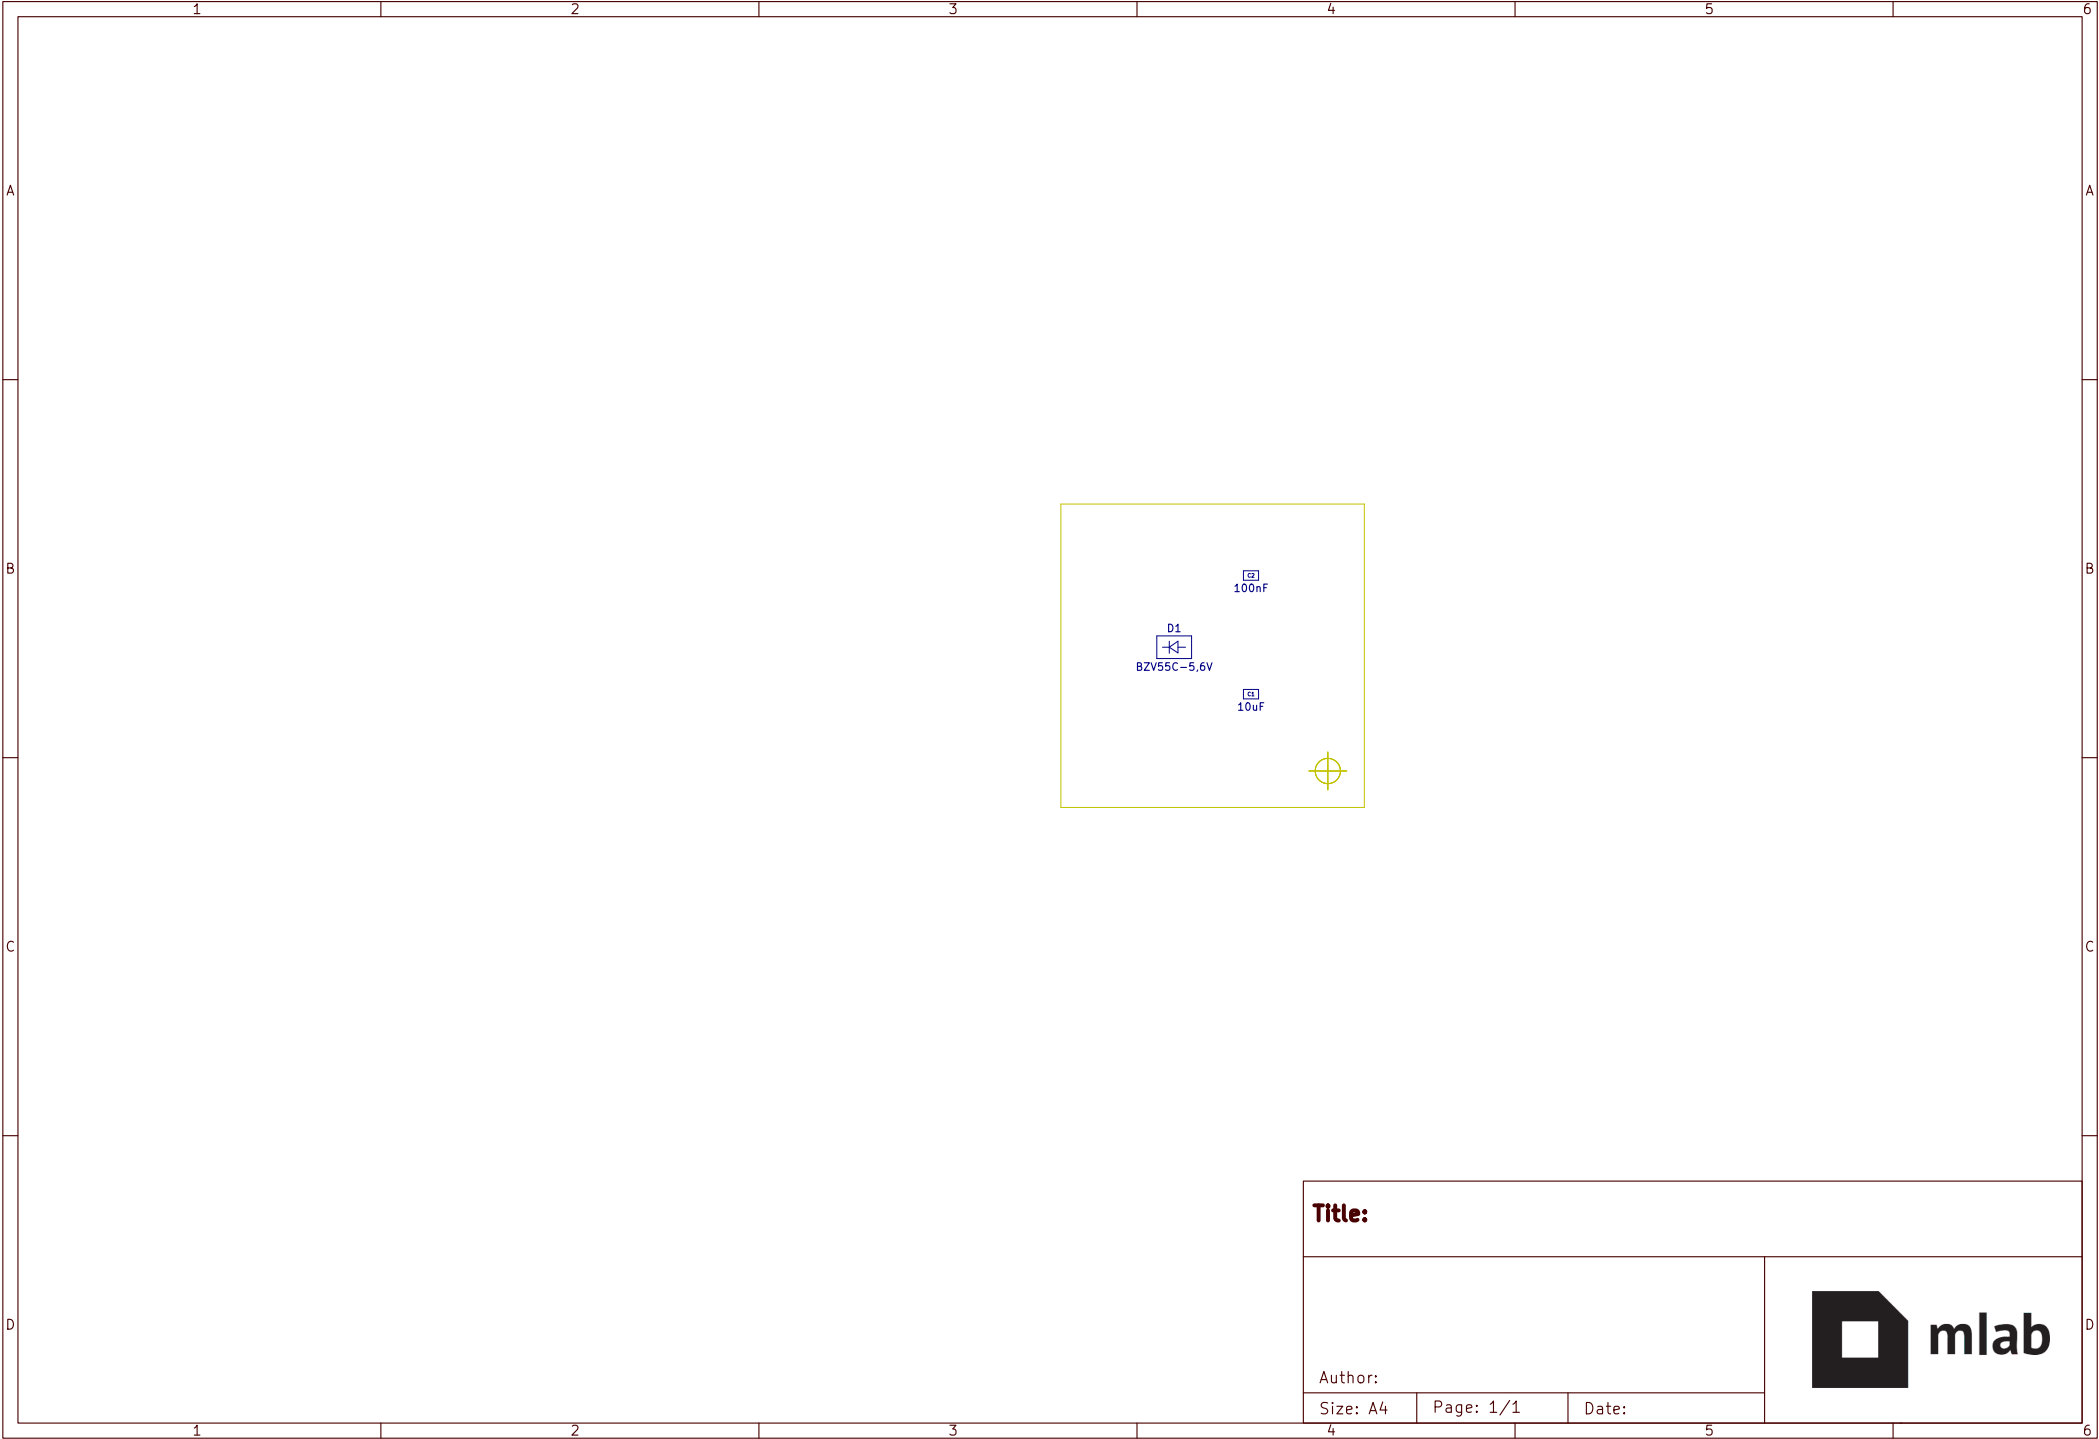 1 2 3 4 5 6
A A
C2
100nF
B B
D1
BZV55C-5,6V
C1
10uF
C C
Title:
D D
mlab
Author:
Size: A4 Page: 1/1 Date:
1 2 3 4 5 6